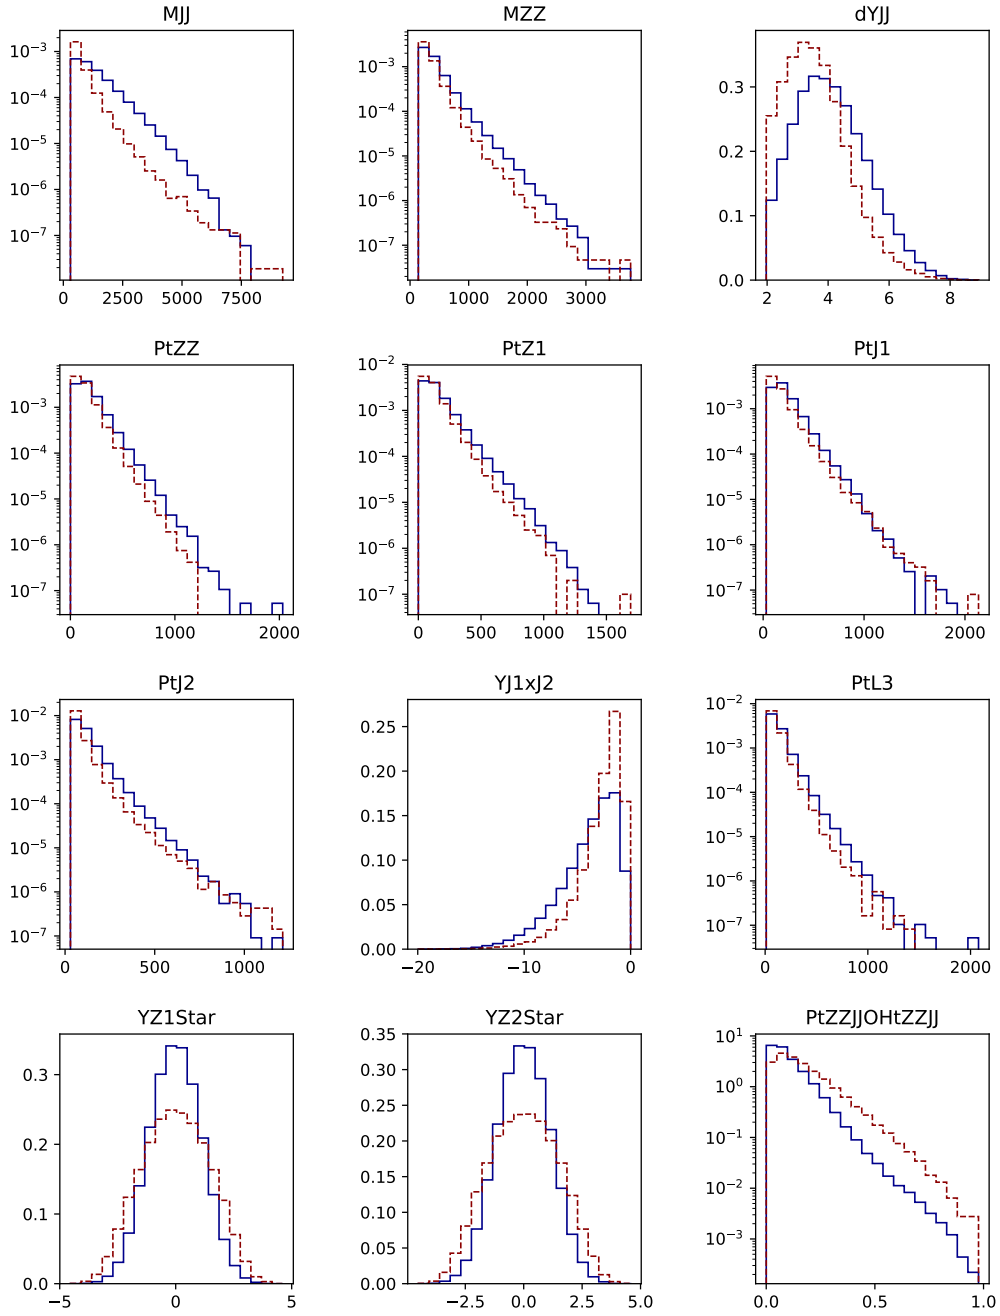 MJJ
10⁻³
10⁻⁴
10⁻⁵
10⁻⁶
10⁻⁷
0 2500 5000 7500
MZZ
10⁻³
10⁻⁴
10⁻⁵
10⁻⁶
10⁻⁷
0 1000 2000 3000
dYJJ
0.3
0.2
0.1
0.0
2 4 6 8
PtZZ
10⁻³
10⁻⁴
10⁻⁵
10⁻⁶
10⁻⁷
0 1000 2000
PtZ1
10⁻²
10⁻³
10⁻⁴
10⁻⁵
10⁻⁶
10⁻⁷
0 500 1000 1500
PtJ1
10⁻³
10⁻⁴
10⁻⁵
10⁻⁶
10⁻⁷
0 1000 2000
PtJ2
10⁻²
10⁻³
10⁻⁴
10⁻⁵
10⁻⁶
10⁻⁷
0 500 1000
YJ1xJ2
0.25
0.20
0.15
0.10
0.05
0.00
−20 −10 0
PtL3
10⁻²
10⁻³
10⁻⁴
10⁻⁵
10⁻⁶
10⁻⁷
0 1000 2000
YZ1Star
0.3
0.2
0.1
0.0
−5 0 5
YZ2Star
0.35
0.30
0.25
0.20
0.15
0.10
0.05
0.00
−2.5 0.0 2.5 5.0
PtZZJJOHtZZJJ
10¹
10⁰
10⁻¹
10⁻²
10⁻³
0.0 0.5 1.0